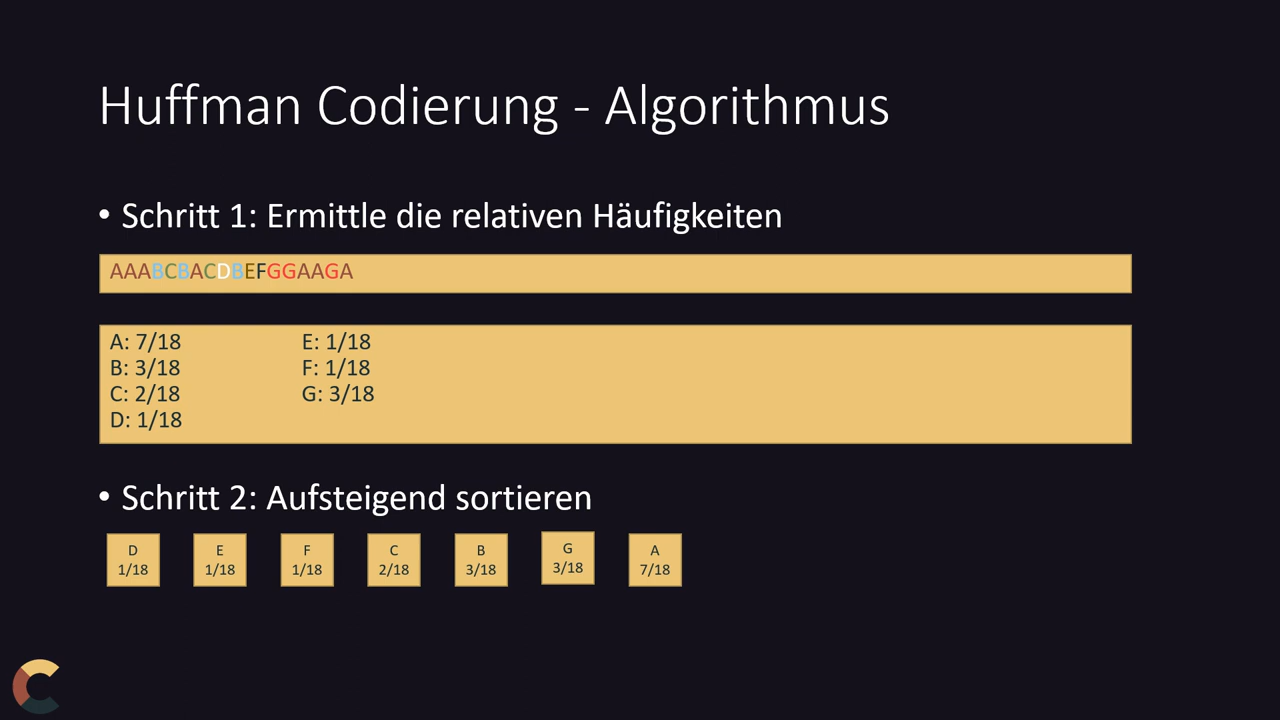 Huffman Codierung - Algorithmus
• Schritt 1: Ermittle die relativen Häufigkeiten
AAABCBACDBEFGGAAGA
A: 7/18 E: 1/18
B: 3/18 F: 1/18
C: 2/18 G: 3/18
D: 1/18
• Schritt 2: Aufsteigend sortieren
D E F C B G A
1/18 1/18 1/18 2/18 3/18 3/18 7/18